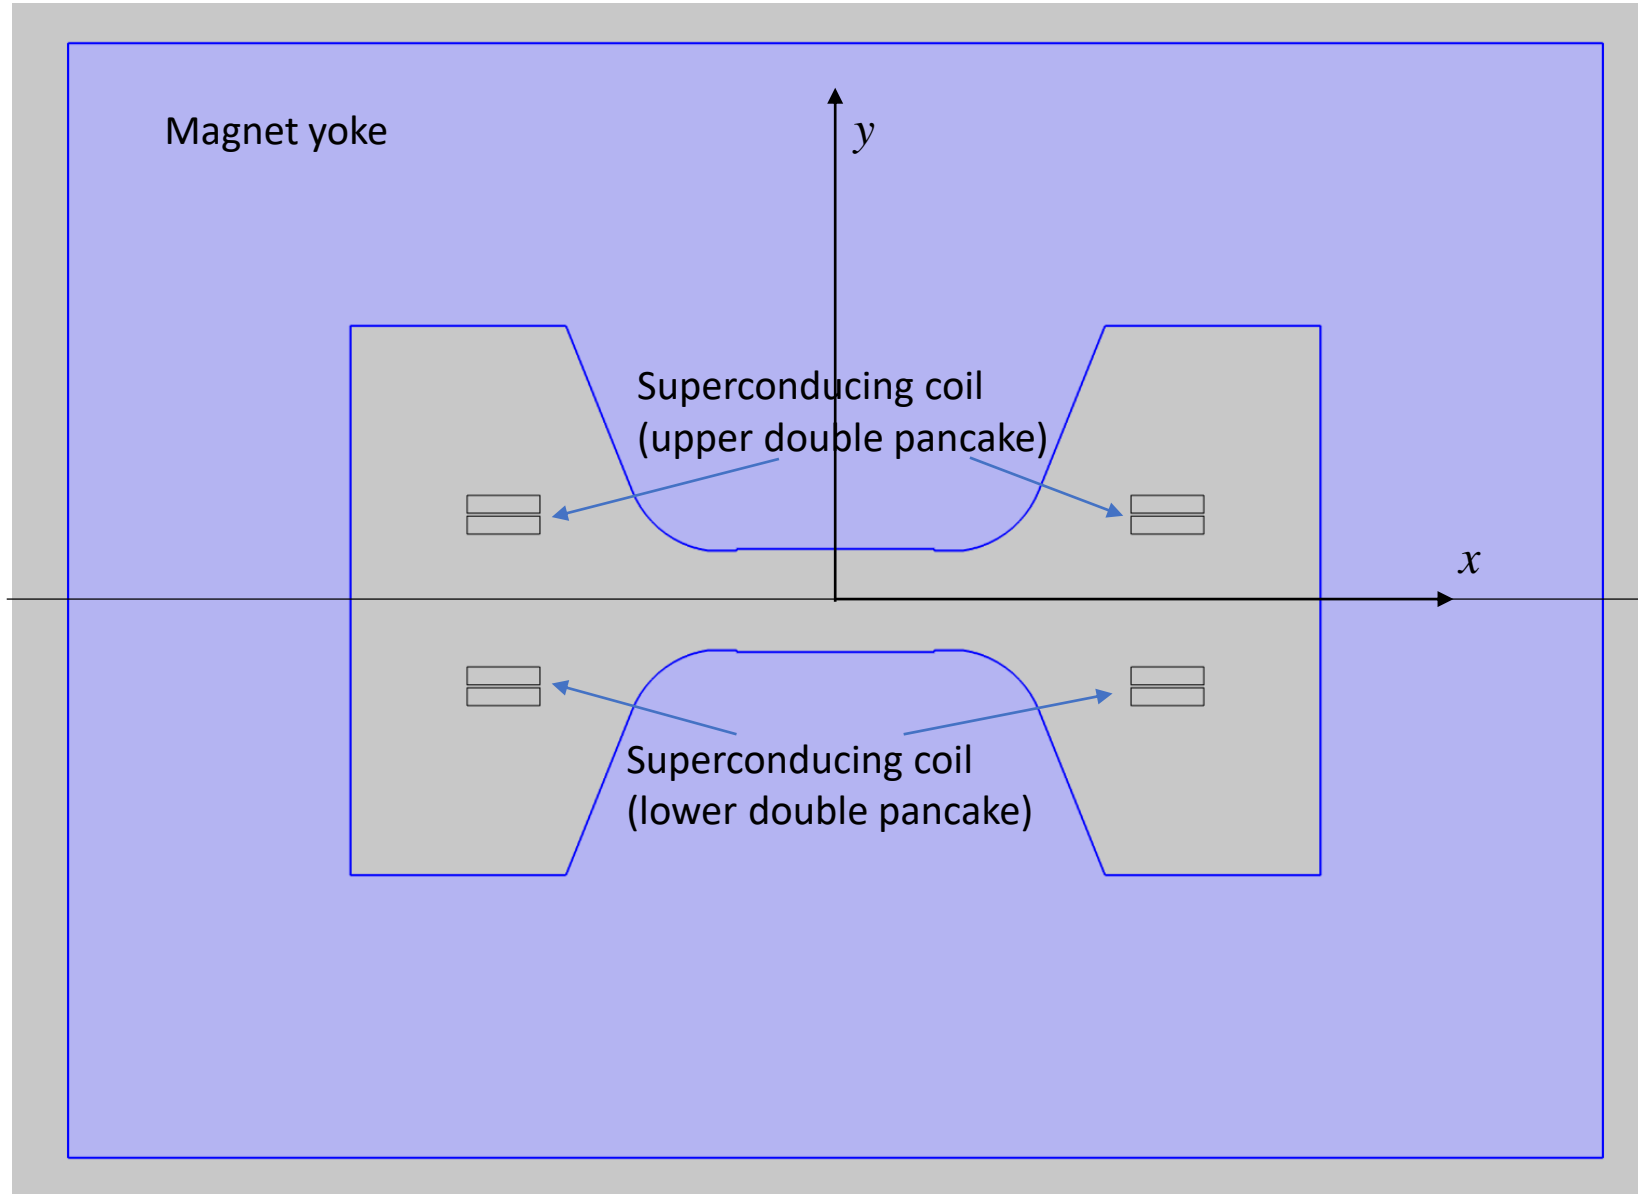 Magnet yoke
y
Superconducing coil
(upper double pancake)
x
Superconducing coil
(lower double pancake)